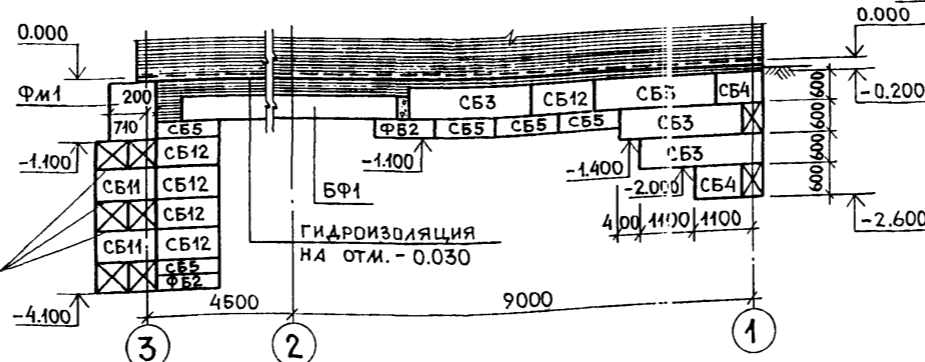 0.000
0.000
ФМ1
200
710
СБ3
СБ12
СБ5
СБ4
600
-0.200
СБ5
ФБ2
СБ5
СБ5
СБ5
СБ3
600
-1.100
СБ12
-1.100
-1.400
СБ3
600
СБ11
СБ12
БФ1
-2.000
СБ4
600
СБ12
400
1100
1100
-2.600
ГИДРОИЗОЛЯЦИЯ
НА ОТМ. - 0.030
СБ11
СБ12
СБ5
ФБ2
-4.100
4500
9000
3
2
1